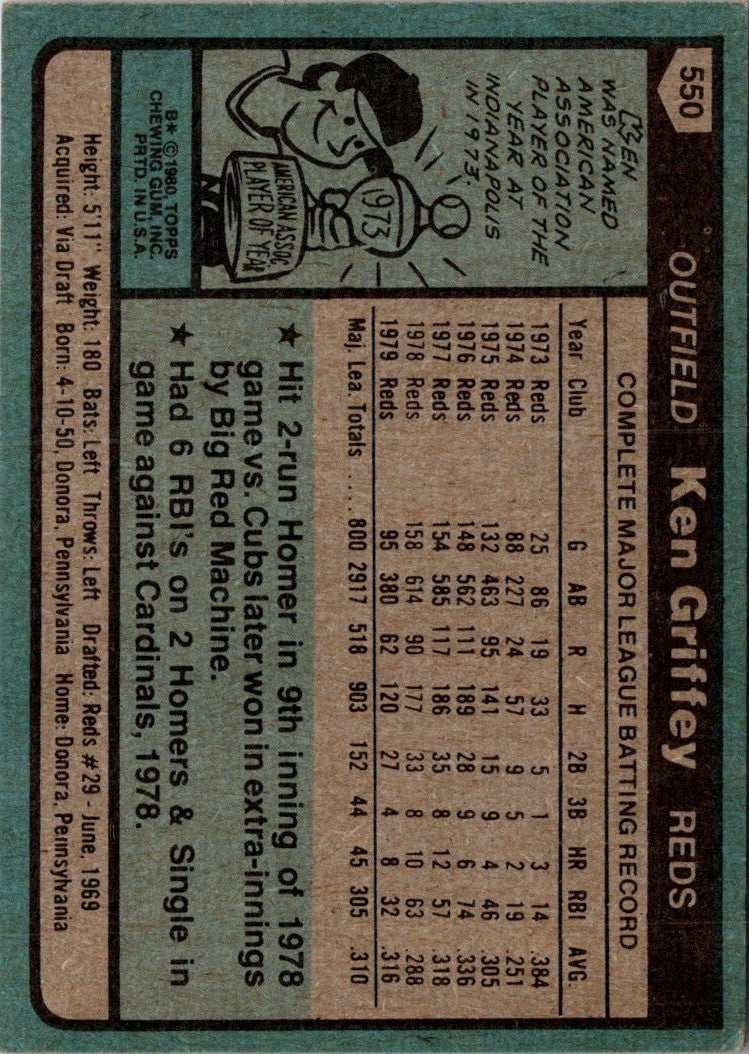 550 OUTFIELD Ken Griffey REDS
KEN
WAS NAMED
AMERICAN
ASSOCIATION
PLAYER OF THE
YEAR AT
INDIANAPOLIS
IN 1973.
1973
AMERICAN ASSOC.
PLAYER OF YEAR
B* © 1980 TOPPS
CHEWING GUM, INC.
PRTD. IN U.S.A.
COMPLETE MAJOR LEAGUE BATTING RECORD
Year Club G AB R H 2B 3B HR RBI AVG.
1973 Reds 25 86 19 33 5 1 3 14 .384
1974 Reds 88 227 24 57 9 5 2 19 .251
1975 Reds 132 463 95 141 15 9 4 46 .305
1976 Reds 148 562 111 189 28 9 6 74 .336
1977 Reds 154 585 117 186 35 8 12 57 .318
1978 Reds 158 614 90 177 33 8 10 63 .288
1979 Reds 95 380 62 120 27 4 8 32 .316
Maj. Lea. Totals . . . . 800 2917 518 903 152 44 45 305 .310
★ Hit 2-run Homer in 9th inning of 1978
game vs. Cubs later won in extra-innings
by Big Red Machine.
★ Had 6 RBI's on 2 Homers & Single in
game against Cardinals, 1978.
Height: 5'11" Weight: 180 Bats: Left Throws: Left Drafted: Reds #29 - June, 1969
Acquired: Via Draft Born: 4-10-50, Donora, Pennsylvania Home: Donora, Pennsylvania